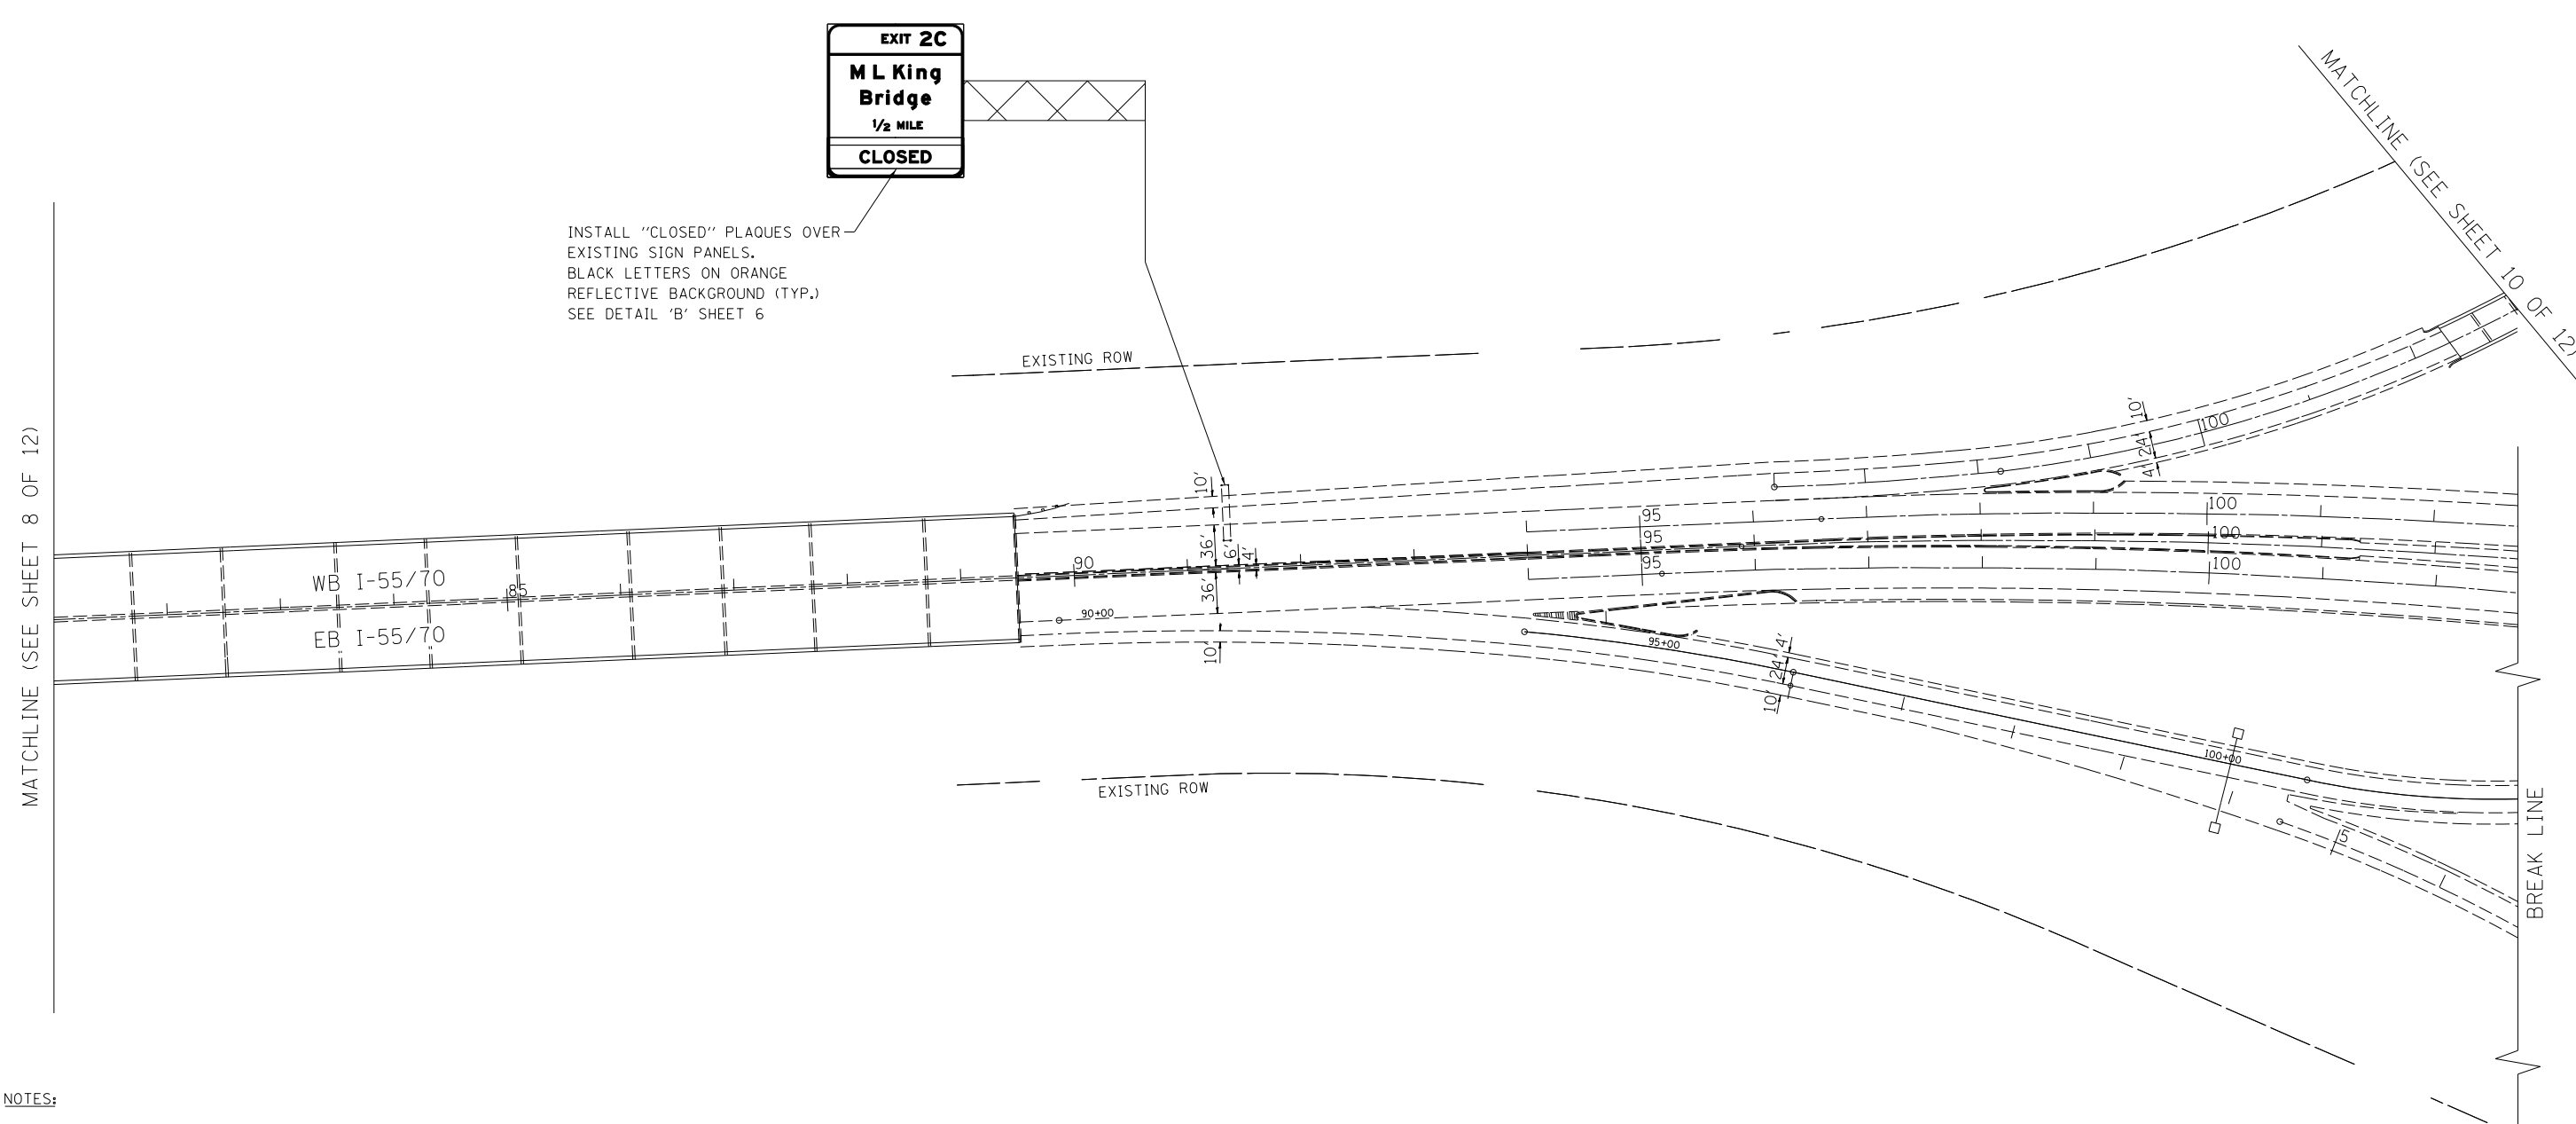 EXIT 2C
M L King
Bridge
1/2 MILE
CLOSED
INSTALL "CLOSED" PLAQUES OVER
EXISTING SIGN PANELS.
BLACK LETTERS ON ORANGE
REFLECTIVE BACKGROUND (TYP.)
SEE DETAIL 'B' SHEET 6
MATCHLINE (SEE SHEET 10 OF 12)
EXISTING ROW
MATCHLINE (SEE SHEET 8 OF 12)
WB I-55/70
EB I-55/70
85
90
90+00
10'
36'
6'
4'
36'
10'
95
95
95
95+00
100
100
100
100
10'
24'
4'
4'
24'
10'
100+00
5
EXISTING ROW
BREAK LINE
NOTES: